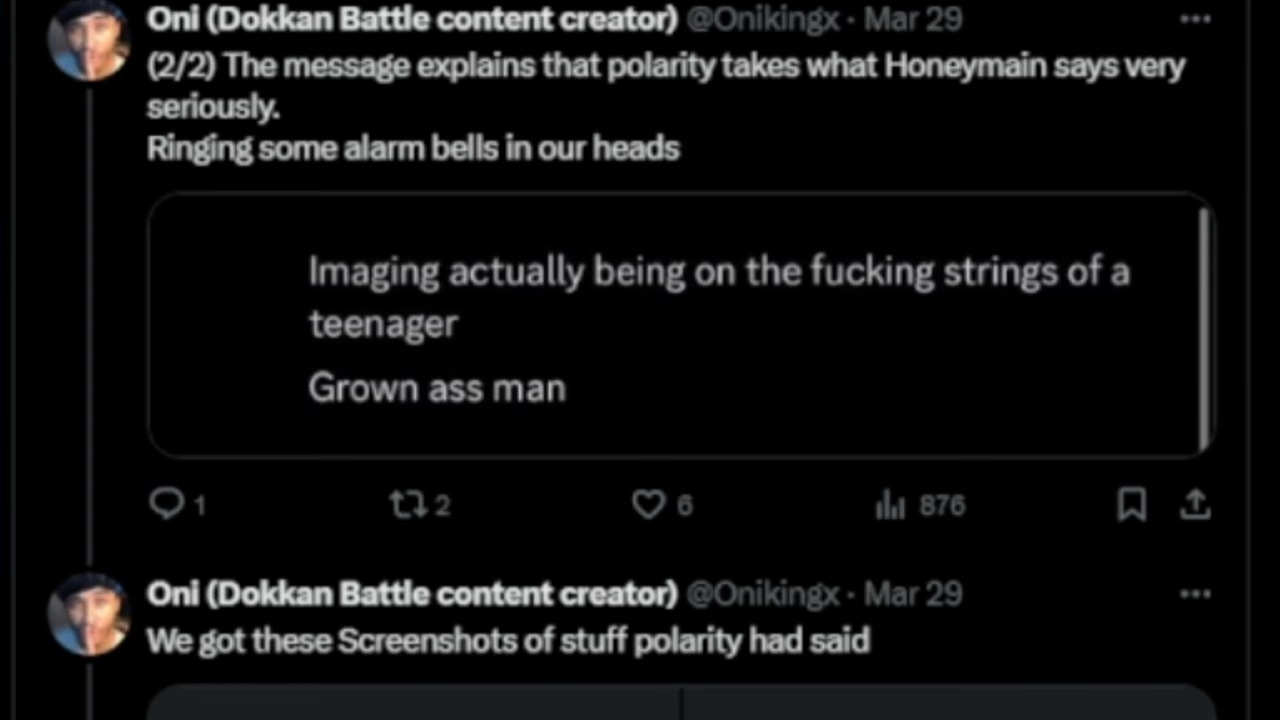 Oni (Dokkan Battle content creator) @Onikingx · Mar 29
(2/2) The message explains that polarity takes what Honeymain says very
seriously.
Ringing some alarm bells in our heads
Imaging actually being on the fucking strings of a
teenager
Grown ass man
1 2 6 876
Oni (Dokkan Battle content creator) @Onikingx · Mar 29
We got these Screenshots of stuff polarity had said